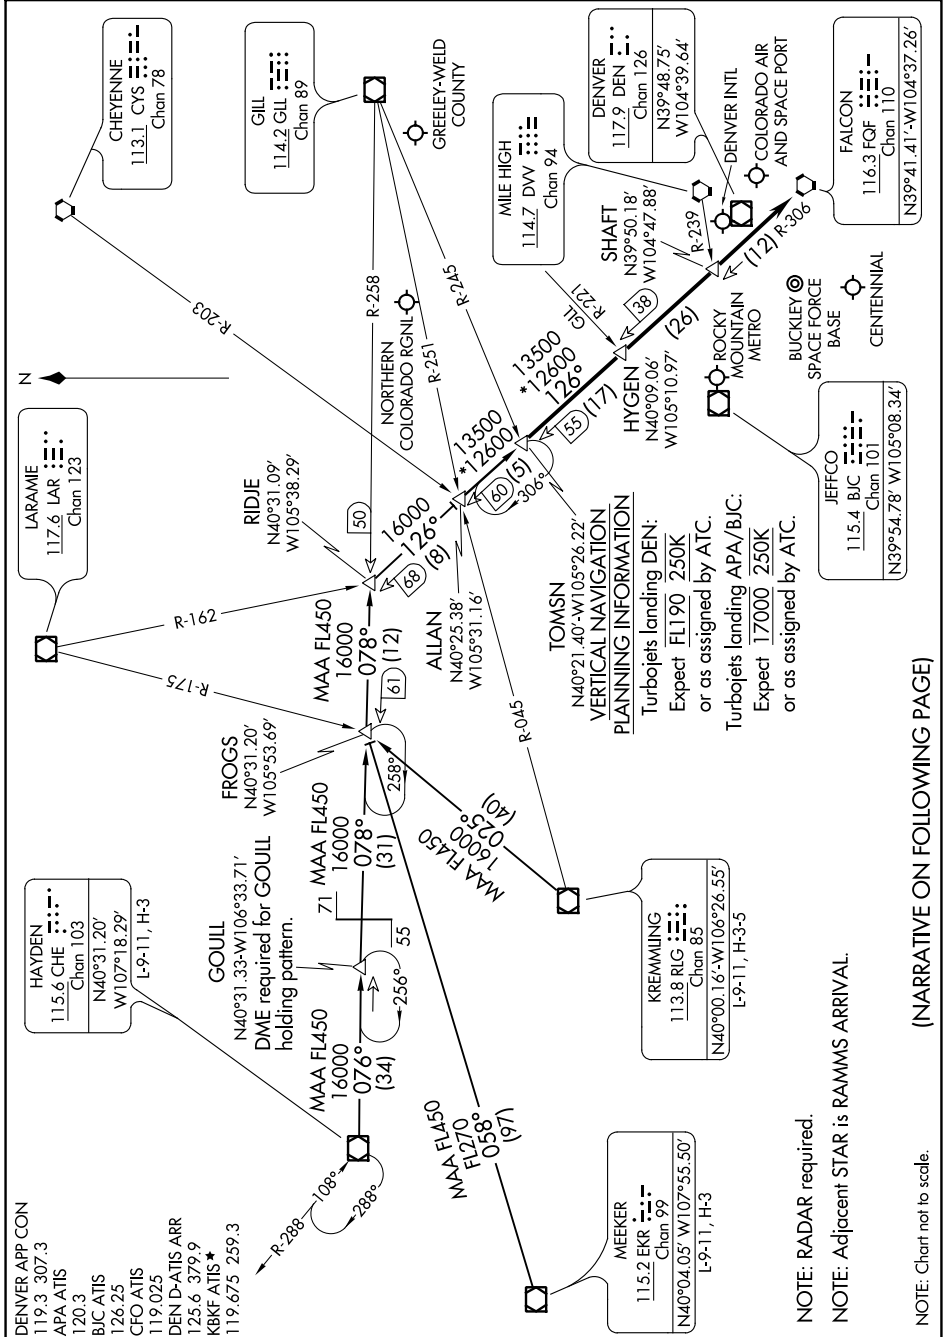 DENVER APP CON
119.3 307.3
APA ATIS
120.3
BJC ATIS
126.25
CFO ATIS
119.025
DEN D-ATIS ARR
125.6 379.9
KBKF ATIS★
119.675 259.3
HAYDEN
115.6 CHE
Chan 103
N40°31.20′
W107°18.29′
L-9-11, H-3
R-288
108°
288°
MAA FL450
16000
076°
(34)
GOULL
N40°31.33-W106°33.71′
DME required for GOULL
holding pattern.
256°
71
55
MAA FL450
16000
078°
(31)
FROGS
N40°31.20′
W105°53.69′
258°
61
MAA FL450
16000
078°
(12)
LARAMIE
117.6 LAR
Chan 123
R-175
R-162
RIDJE
N40°31.09′
W105°38.29′
50
68
16000
126°
(8)
N
CHEYENNE
113.1 CYS
Chan 78
R-203
GILL
114.2 GLL
Chan 89
GREELEY-WELD
COUNTY
R-258
R-251
R-245
NORTHERN
COLORADO RGNL
ALLAN
N40°25.38′
W105°31.16′
13500
*12600
60
(5)
306°
TOMSN
N40°21.40′-W105°26.22′
13500
*12600
126°
55
(17)
GLL
R-221
HYGEN
N40°09.06′
W105°10.97′
38
(26)
MILE HIGH
114.7 DVV
Chan 94
SHAFT
N39°50.18′
W104°47.88′
R-239
DENVER
117.9 DEN
Chan 126
N39°48.75′
W104°39.64′
DENVER INTL
COLORADO AIR
AND SPACE PORT
(12)
R-306
FALCON
116.3 FQF
Chan 110
N39°41.41′-W104°37.26′
ROCKY
MOUNTAIN
METRO
BUCKLEY
SPACE FORCE
BASE
CENTENNIAL
JEFFCO
115.4 BJC
Chan 101
N39°54.78′ W105°08.34′
VERTICAL NAVIGATION
PLANNING INFORMATION
Turbojets landing DEN:
Expect FL190 250K
or as assigned by ATC.
Turbojets landing APA/BJC:
Expect 17000 250K
or as assigned by ATC.
R-045
MAA FL450
16000
025°
(40)
KREMMLING
113.8 RLG
Chan 85
N40°00.16′-W106°26.55′
L-9-11, H-3-5
MAA FL450
FL270
058°
(97)
MEEKER
115.2 EKR
Chan 99
N40°04.05′ W107°55.50′
L-9-11, H-3
NOTE: RADAR required.
NOTE: Adjacent STAR is RAMMS ARRIVAL.
NOTE: Chart not to scale.
(NARRATIVE ON FOLLOWING PAGE)